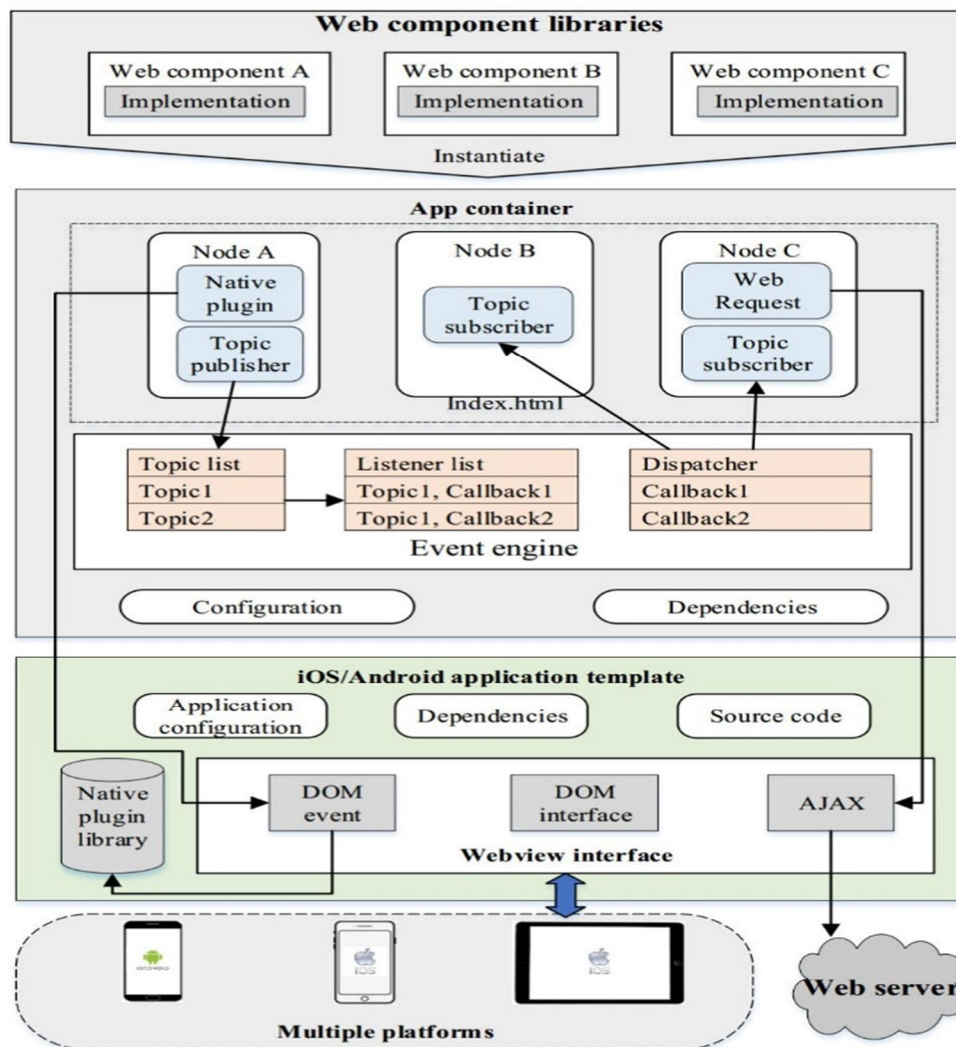 Web component libraries
Web component A
Implementation
Web component B
Implementation
Web component C
Implementation
Instantiate
App container
Node A
Native
plugin
Topic
publisher
Node B
Topic
subscriber
Node C
Web
Request
Topic
subscriber
Index.html
Topic list
Topic1
Topic2
Listener list
Topic1, Callback1
Topic1, Callback2
Dispatcher
Callback1
Callback2
Event engine
Configuration
Dependencies
iOS/Android application template
Application
configuration
Dependencies
Source code
Native
plugin
library
DOM
event
DOM
interface
AJAX
Webview interface
ANDROID
iOS
iOS
Multiple platforms
Web server